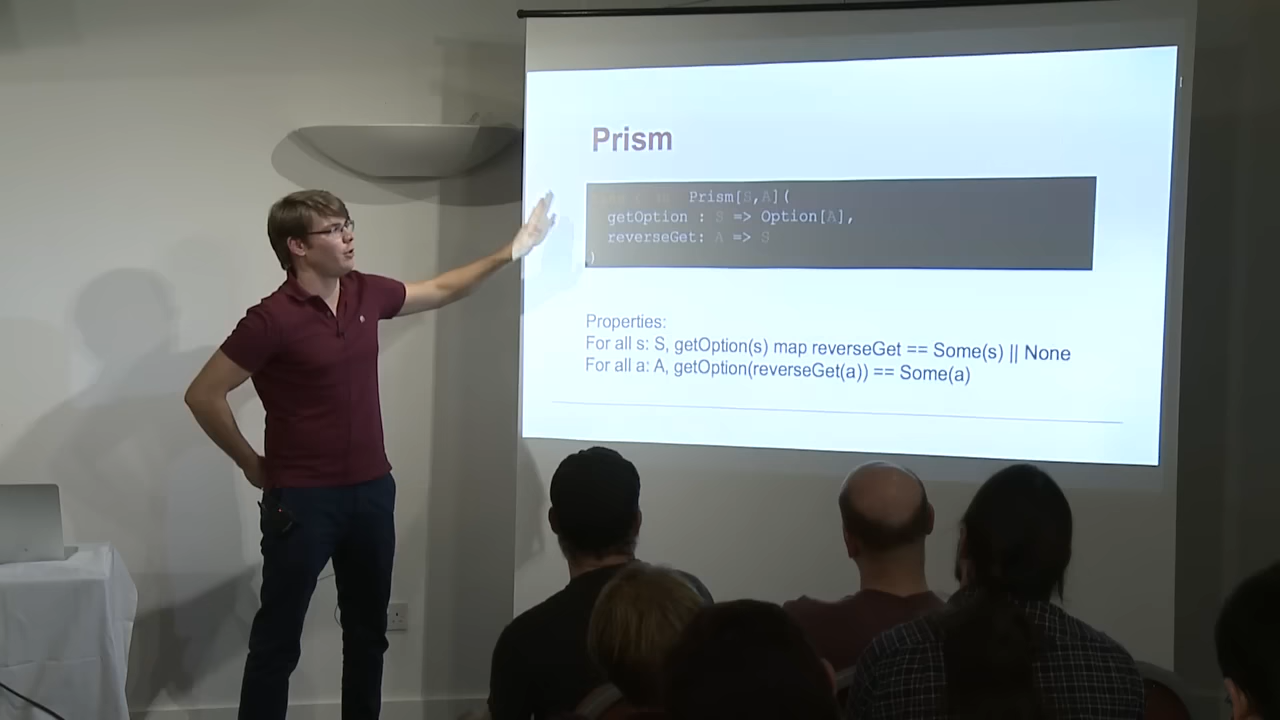 Prism
Prism[S,A](
getOption : S => Option[A],
reverseGet: A => S
)
Properties:
For all s: S, getOption(s) map reverseGet == Some(s) || None
For all a: A, getOption(reverseGet(a)) == Some(a)